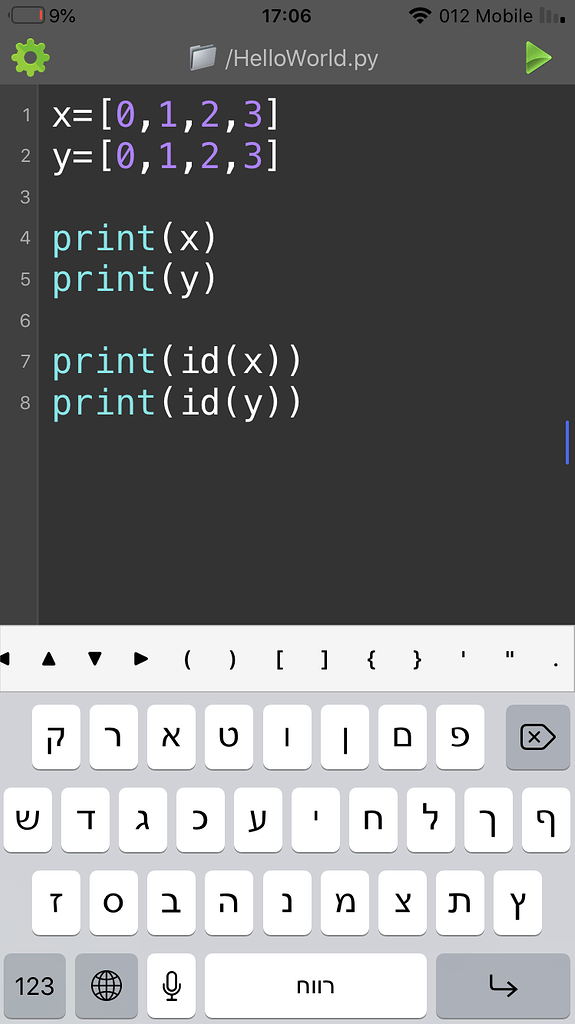 9%
17:06
012 Mobile
/HelloWorld.py
1 x=[0,1,2,3]
2 y=[0,1,2,3]
3
4 print(x)
5 print(y)
6
7 print(id(x))
8 print(id(y))
( ) [ ] { } ' " .
ק ר א ט ו ן ם פ
ש ד ג כ ע י ח ל ך ף
ז ס ב ה נ מ צ ת ץ
123 רווח